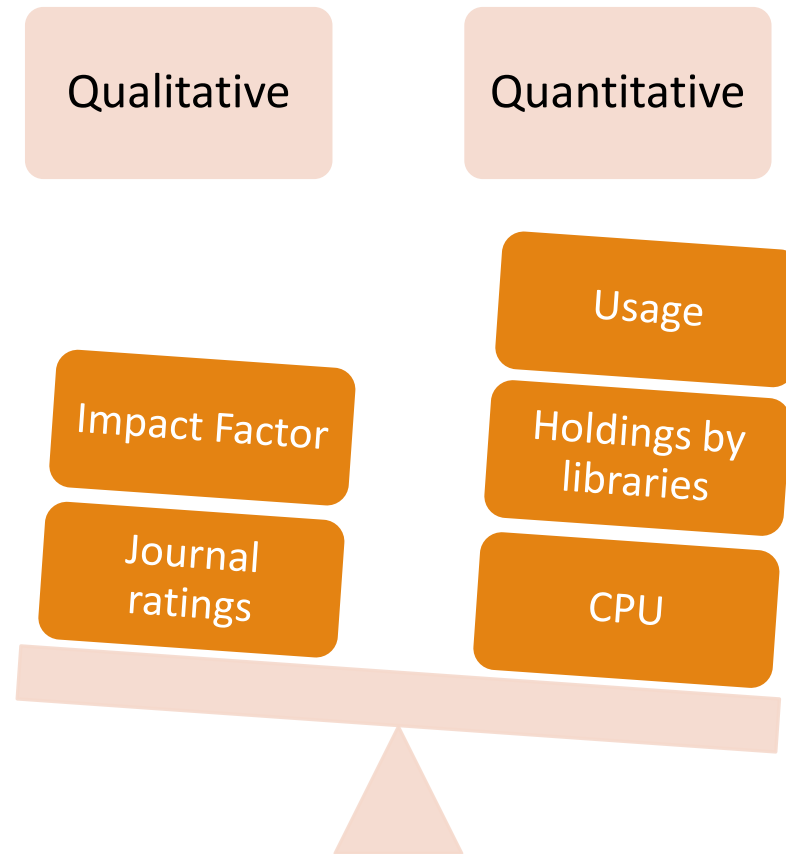 Qualitative
Quantitative
Impact Factor
Journal
ratings
Usage
Holdings by
libraries
CPU